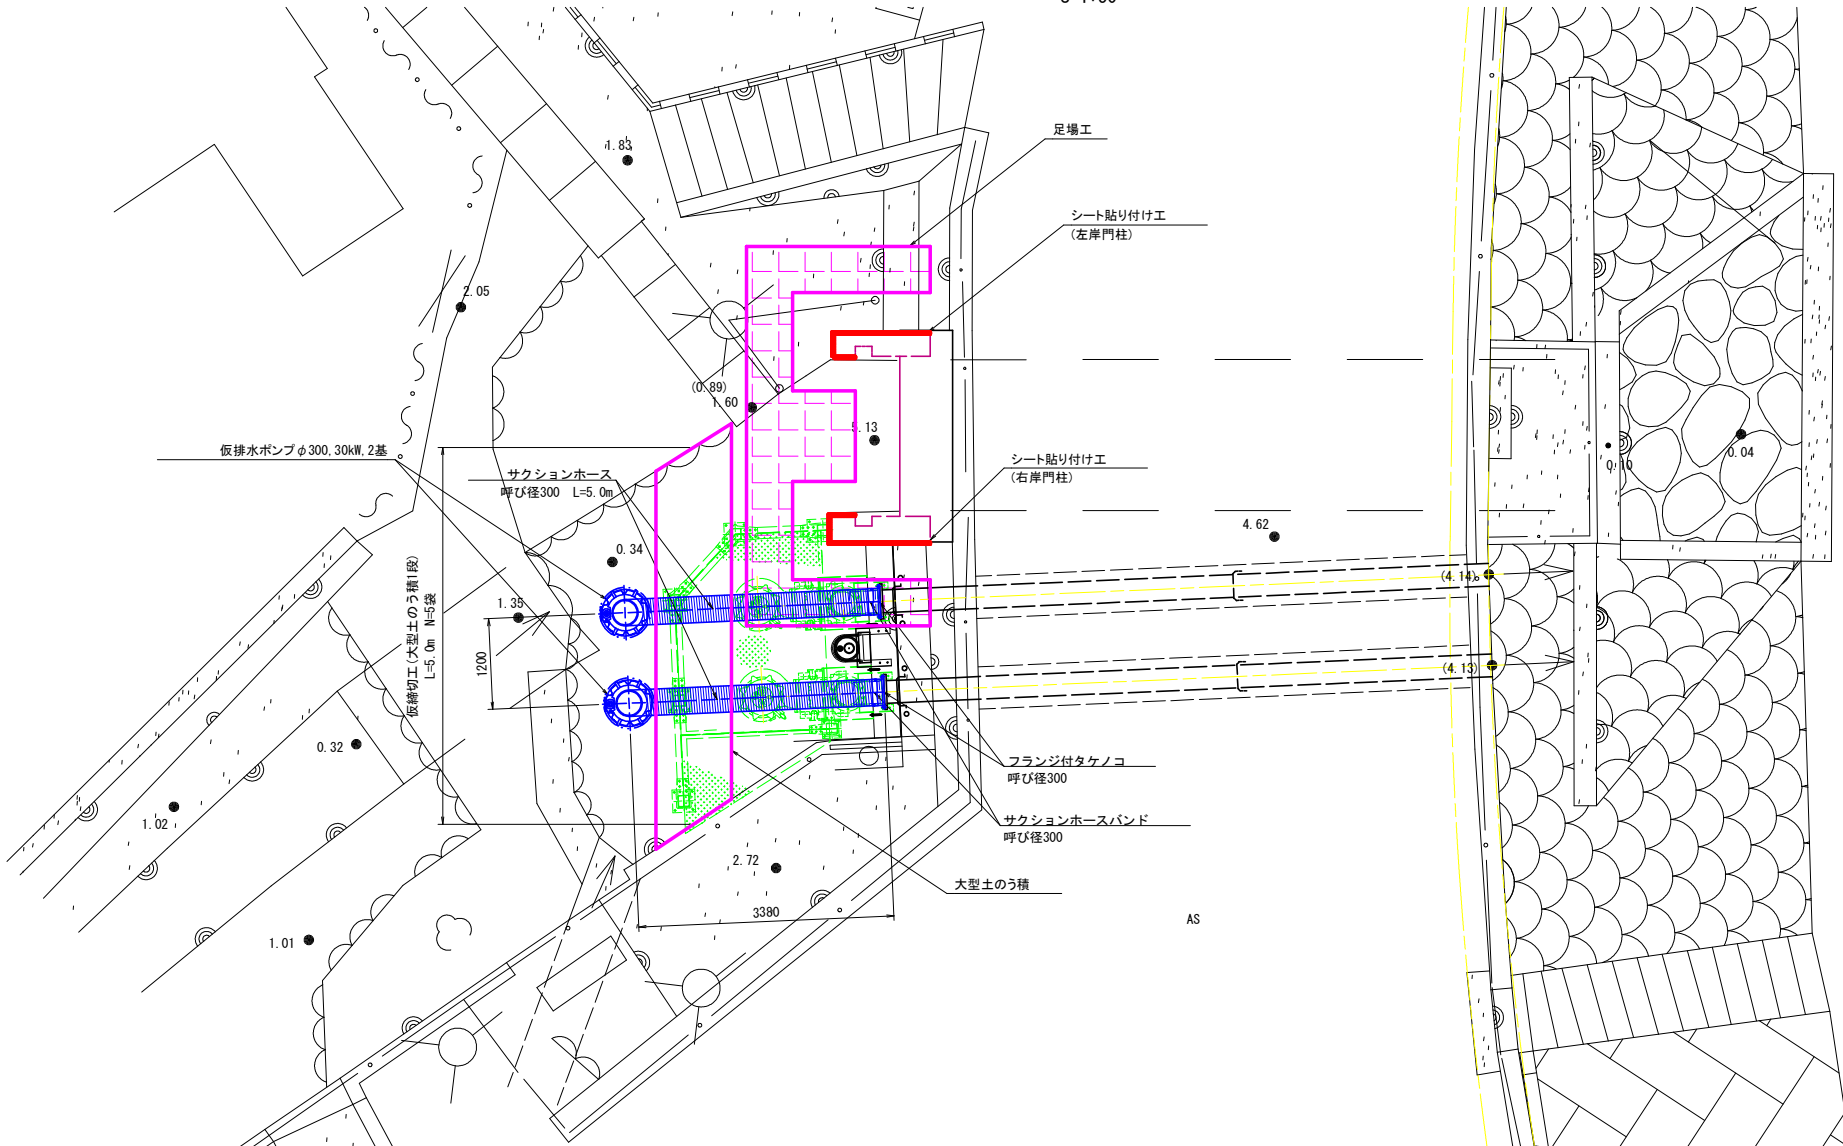 足場工
1.83
シート貼り付け工
(左岸門柱)
2.05
(0.89)
1.60
5.13
仮排水ポンプφ300,30kW,2基
サクションホース
呼び径300 L=5.0m
シート貼り付け工
(右岸門柱)
0.10
0.04
4.62
0.34
1.35
(4.14)
仮締切工(大型土のう積1段)
L=5.0m N=5袋
1200
(4.13)
0.32
フランジ付タケノコ
呼び径300
1.02
サクションホースバンド
呼び径300
2.72
大型土のう積
3380
AS
1.01